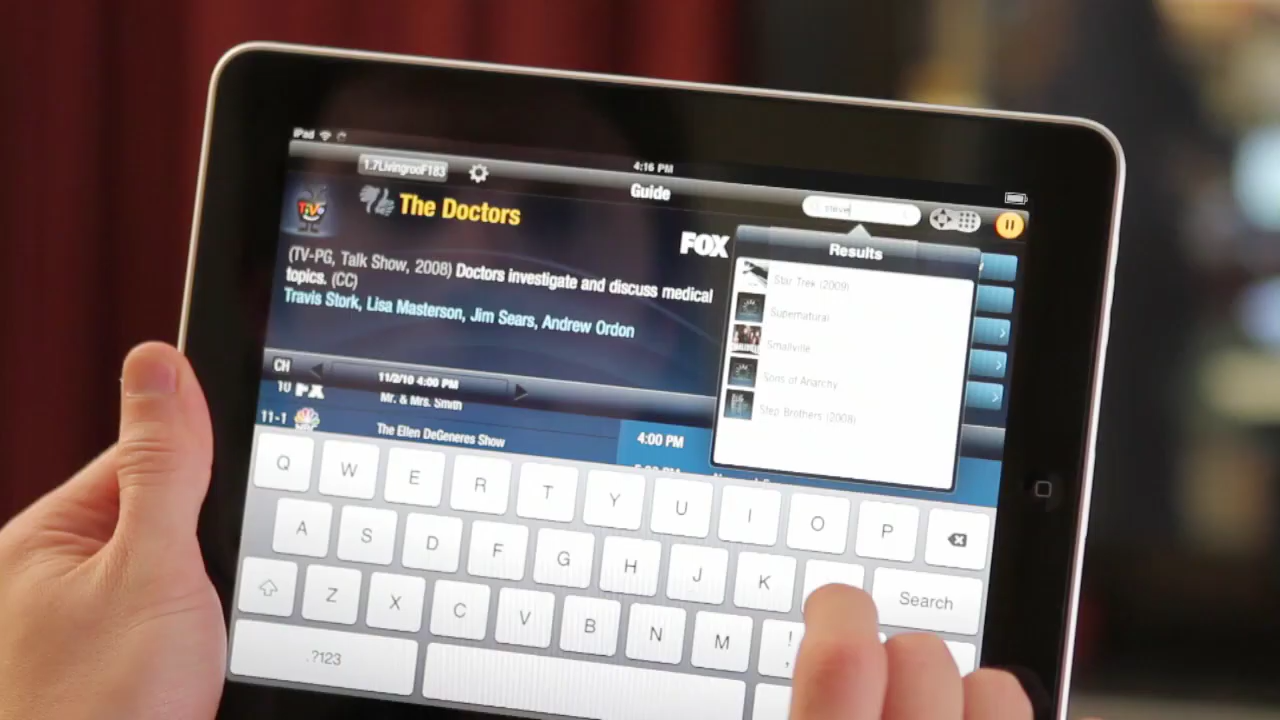 iPad
4:16 PM
1.7LivingrooF183
Guide
steve
TiVo
The Doctors
FOX
(TV-PG, Talk Show, 2008) Doctors investigate and discuss medical
topics. (CC)
Travis Stork, Lisa Masterson, Jim Sears, Andrew Ordon
Results
Star Trek (2009)
Supernatural
Smallville
Sons of Anarchy
Step Brothers (2008)
CH
11/2/10 4:00 PM
10 FX
Mr. & Mrs. Smith
11-1
The Ellen DeGeneres Show
4:00 PM
Q W E R T Y U I O P
A S D F G H J K
Search
Z X C V B N M ! ,
.?123